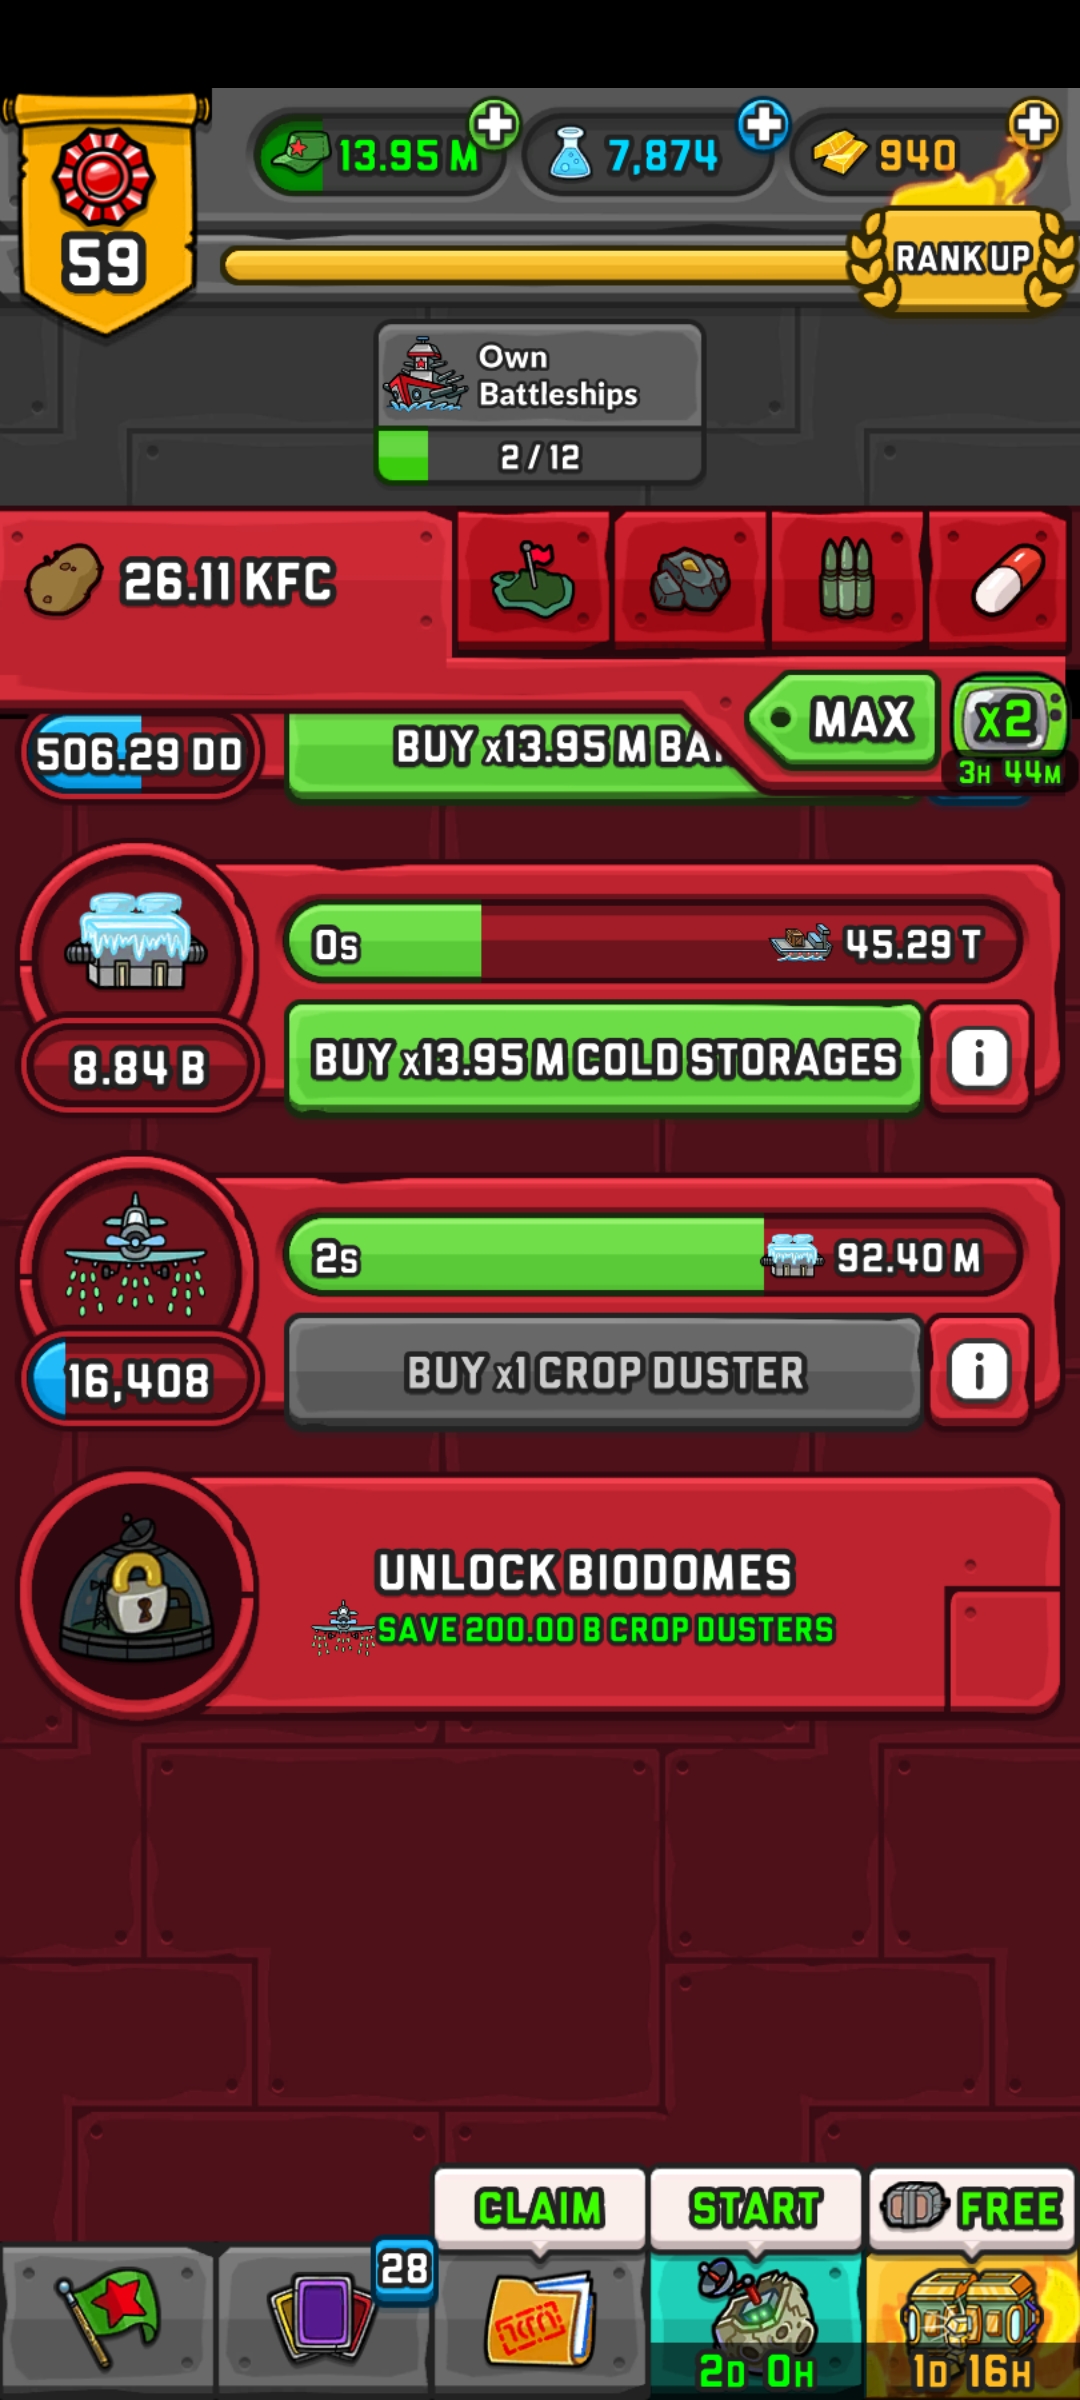 13.95 M
7,874
940
59
RANK UP
Own
Battleships
2 / 12
26.11 KFC
MAX
x2
3H 44M
506.29 DD
BUY x13.95 M BA
0s
45.29 T
8.84 B
BUY x13.95 M COLD STORAGES
i
2s
92.40 M
16,408
BUY x1 CROP DUSTER
i
UNLOCK BIODOMES
SAVE 200.00 B CROP DUSTERS
CLAIM
START
FREE
28
2D 0H
1D 16H